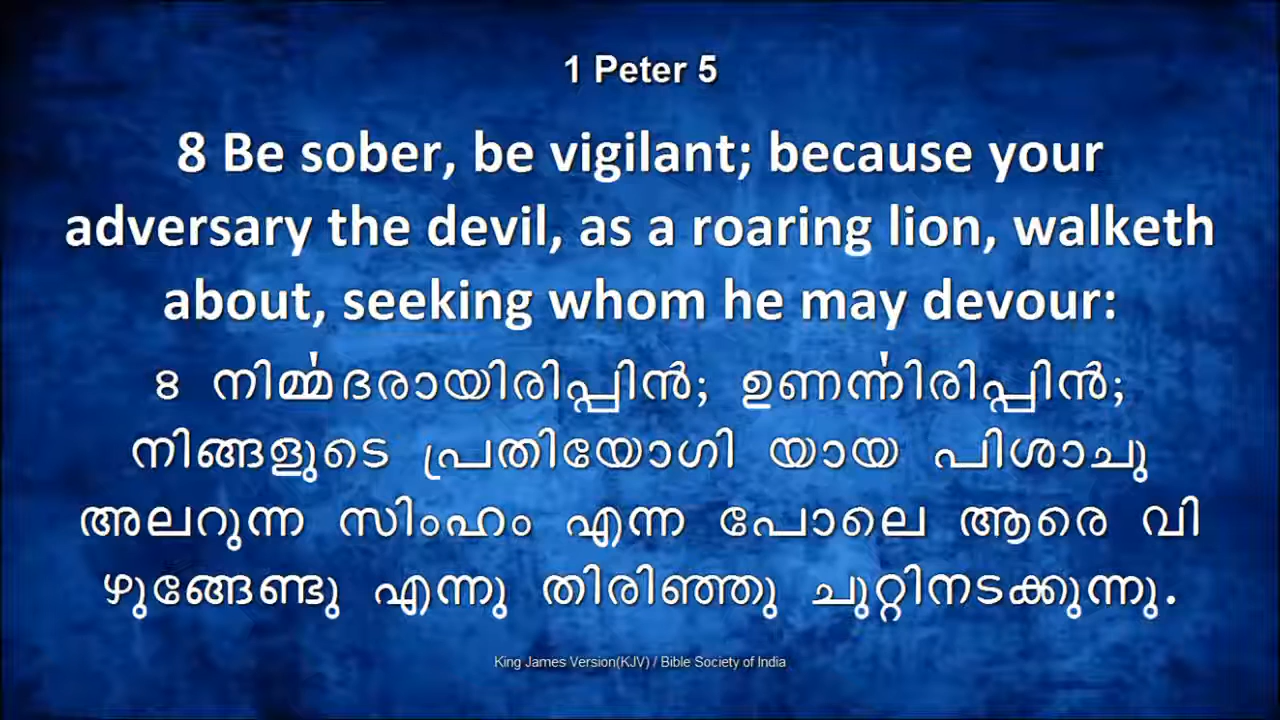 1 Peter 5
8 Be sober, be vigilant; because your
adversary the devil, as a roaring lion, walketh
about, seeking whom he may devour:
8 നിൎമ്മദരായിരിപ്പിൻ; ഉണൎന്നിരിപ്പിൻ;
നിങ്ങളുടെ പ്രതിയോഗി യായ പിശാചു
അലറുന്ന സിംഹം എന്ന പോലെ ആരെ വി
ഴുങ്ങേണ്ടു എന്നു തിരിഞ്ഞു ചുറ്റിനടക്കുന്നു.
King James Version(KJV) / Bible Society of India